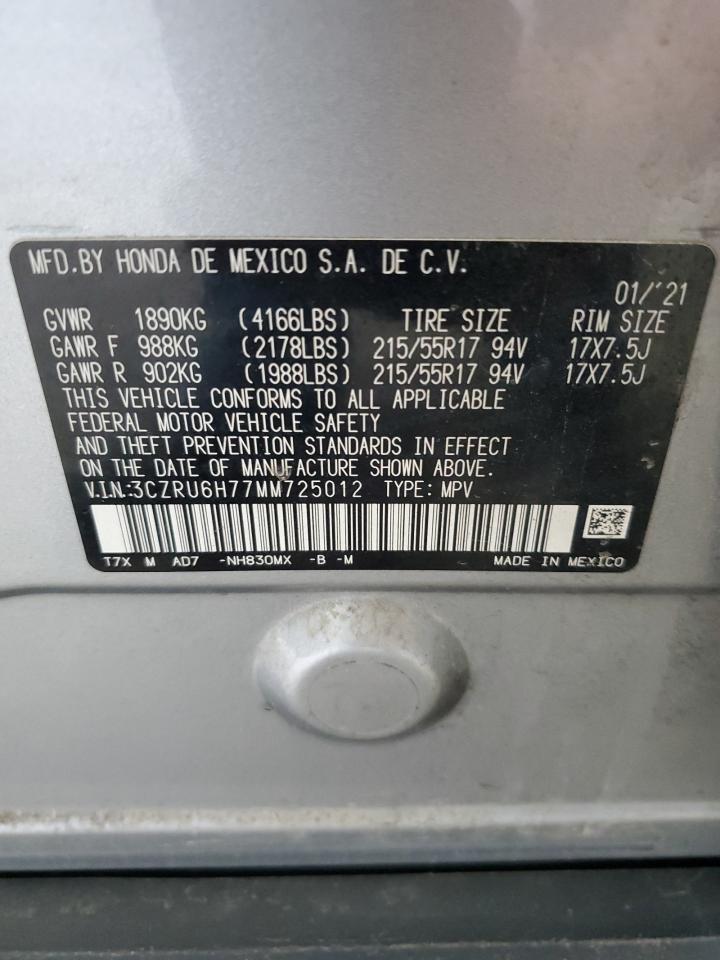 MFD.BY HONDA DE MEXICO S.A. DE C.V.
01/'21
GVWR 1890KG (4166LBS) TIRE SIZE RIM SIZE
GAWR F 988KG (2178LBS) 215/55R17 94V 17X7.5J
GAWR R 902KG (1988LBS) 215/55R17 94V 17X7.5J
THIS VEHICLE CONFORMS TO ALL APPLICABLE
FEDERAL MOTOR VEHICLE SAFETY
AND THEFT PREVENTION STANDARDS IN EFFECT
ON THE DATE OF MANUFACTURE SHOWN ABOVE.
V.I.N:3CZRU6H77MM725012 TYPE: MPV
T7X M AD7 -NH830MX -B -M MADE IN MEXICO